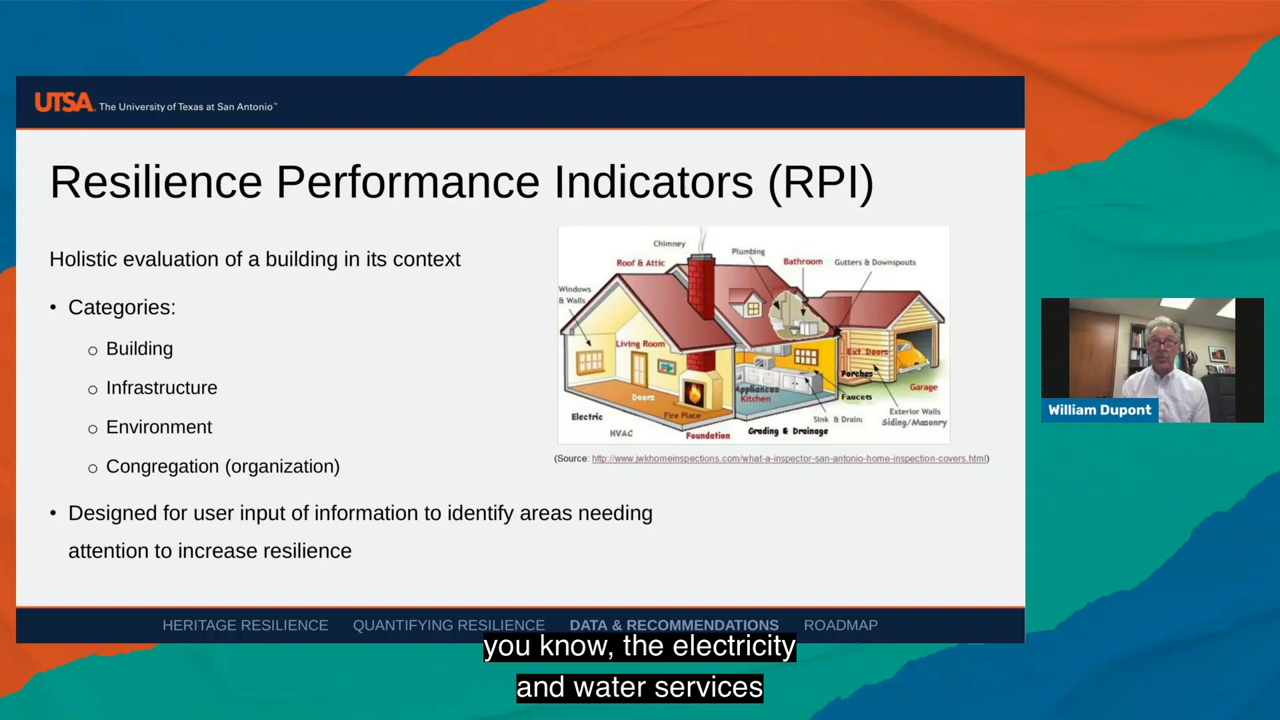 UTSA The University of Texas at San Antonio™
Resilience Performance Indicators (RPI)
Holistic evaluation of a building in its context
• Categories:
o Building
o Infrastructure
o Environment
o Congregation (organization)
• Designed for user input of information to identify areas needing
attention to increase resilience
Chimney
Plumbing
Roof & Attic
Bathroom
Gutters & Downspouts
Windows
& Walls
Living Room
Ext Doors
Porches
Appliances
Kitchen
Garage
Doors
Faucets
Electric
Fire Place
Sink & Drains
Exterior Walls
Siding/Masonry
HVAC
Foundation
Grading & Drainage
(Source: http://www.jwkhomeinspections.com/what-a-inspector-san-antonio-home-inspection-covers.html)
William Dupont
HERITAGE RESILIENCE QUANTIFYING RESILIENCE DATA & RECOMMENDATIONS ROADMAP
you know, the electricity
and water services